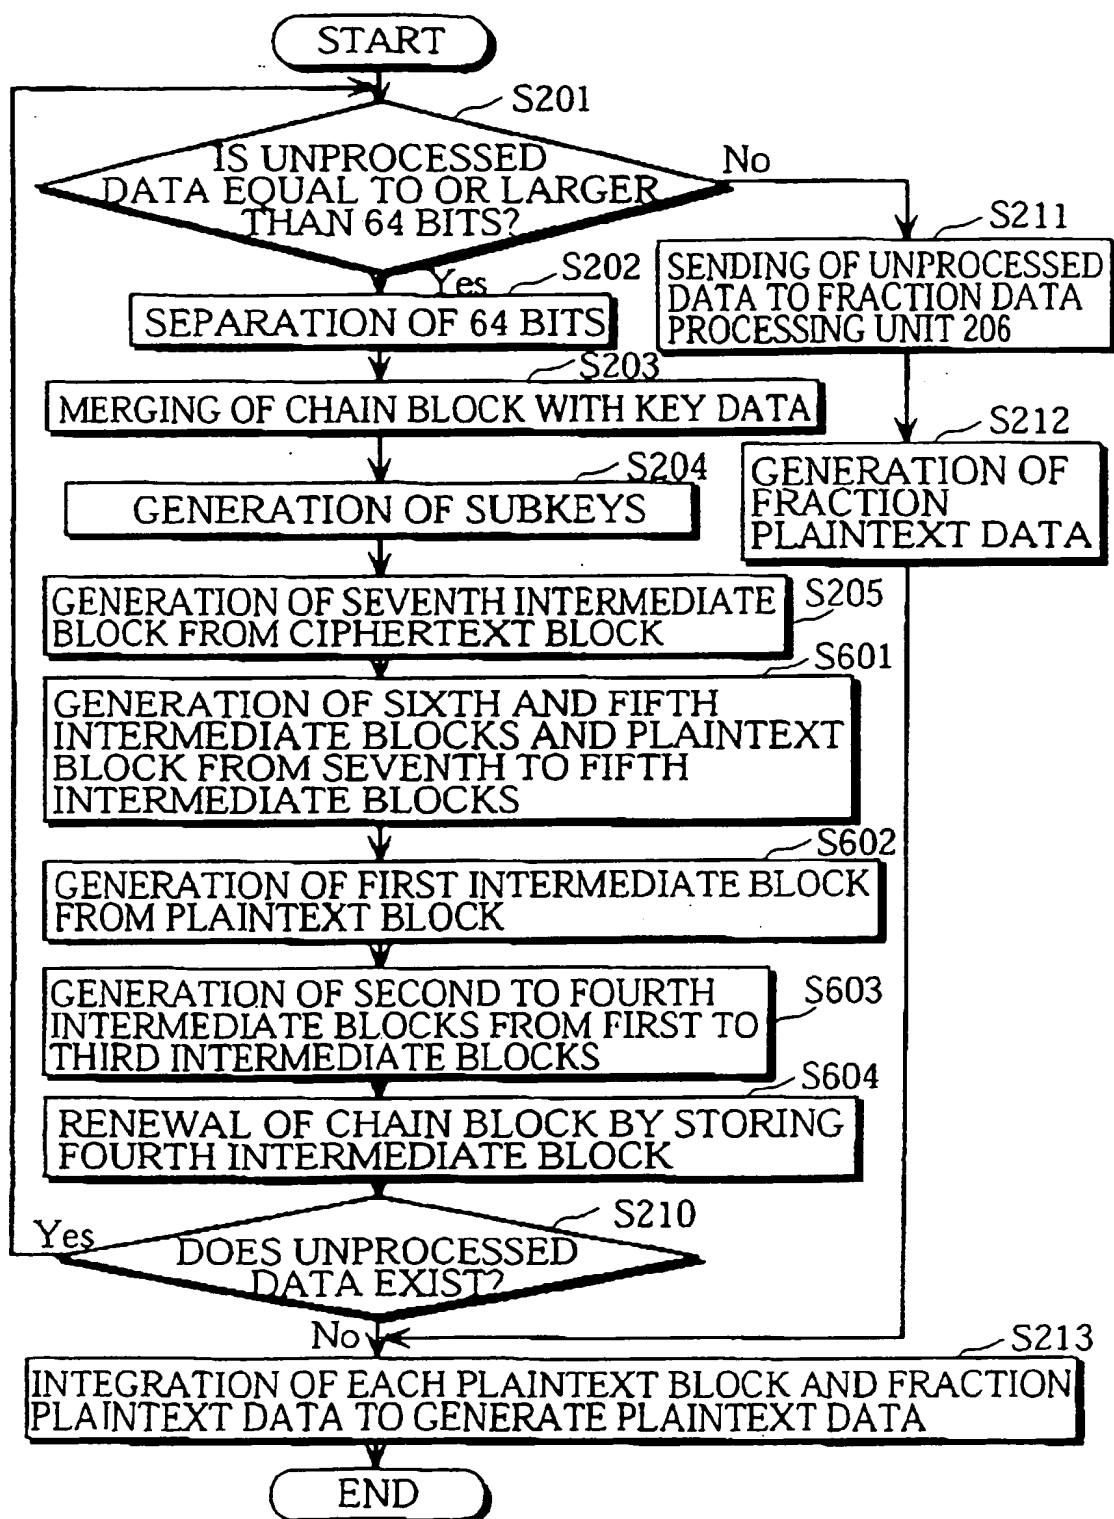 START
S201
IS UNPROCESSED
DATA EQUAL TO OR LARGER
THAN 64 BITS?
No
Yes
S202
SEPARATION OF 64 BITS
S203
MERGING OF CHAIN BLOCK WITH KEY DATA
S204
GENERATION OF SUBKEYS
S205
GENERATION OF SEVENTH INTERMEDIATE
BLOCK FROM CIPHERTEXT BLOCK
S601
GENERATION OF SIXTH AND FIFTH
INTERMEDIATE BLOCKS AND PLAINTEXT
BLOCK FROM SEVENTH TO FIFTH
INTERMEDIATE BLOCKS
S602
GENERATION OF FIRST INTERMEDIATE BLOCK
FROM PLAINTEXT BLOCK
S603
GENERATION OF SECOND TO FOURTH
INTERMEDIATE BLOCKS FROM FIRST TO
THIRD INTERMEDIATE BLOCKS
S604
RENEWAL OF CHAIN BLOCK BY STORING
FOURTH INTERMEDIATE BLOCK
S210
DOES UNPROCESSED
DATA EXIST?
Yes
No
S211
SENDING OF UNPROCESSED
DATA TO FRACTION DATA
PROCESSING UNIT 206
S212
GENERATION OF
FRACTION
PLAINTEXT DATA
S213
INTEGRATION OF EACH PLAINTEXT BLOCK AND FRACTION
PLAINTEXT DATA TO GENERATE PLAINTEXT DATA
END